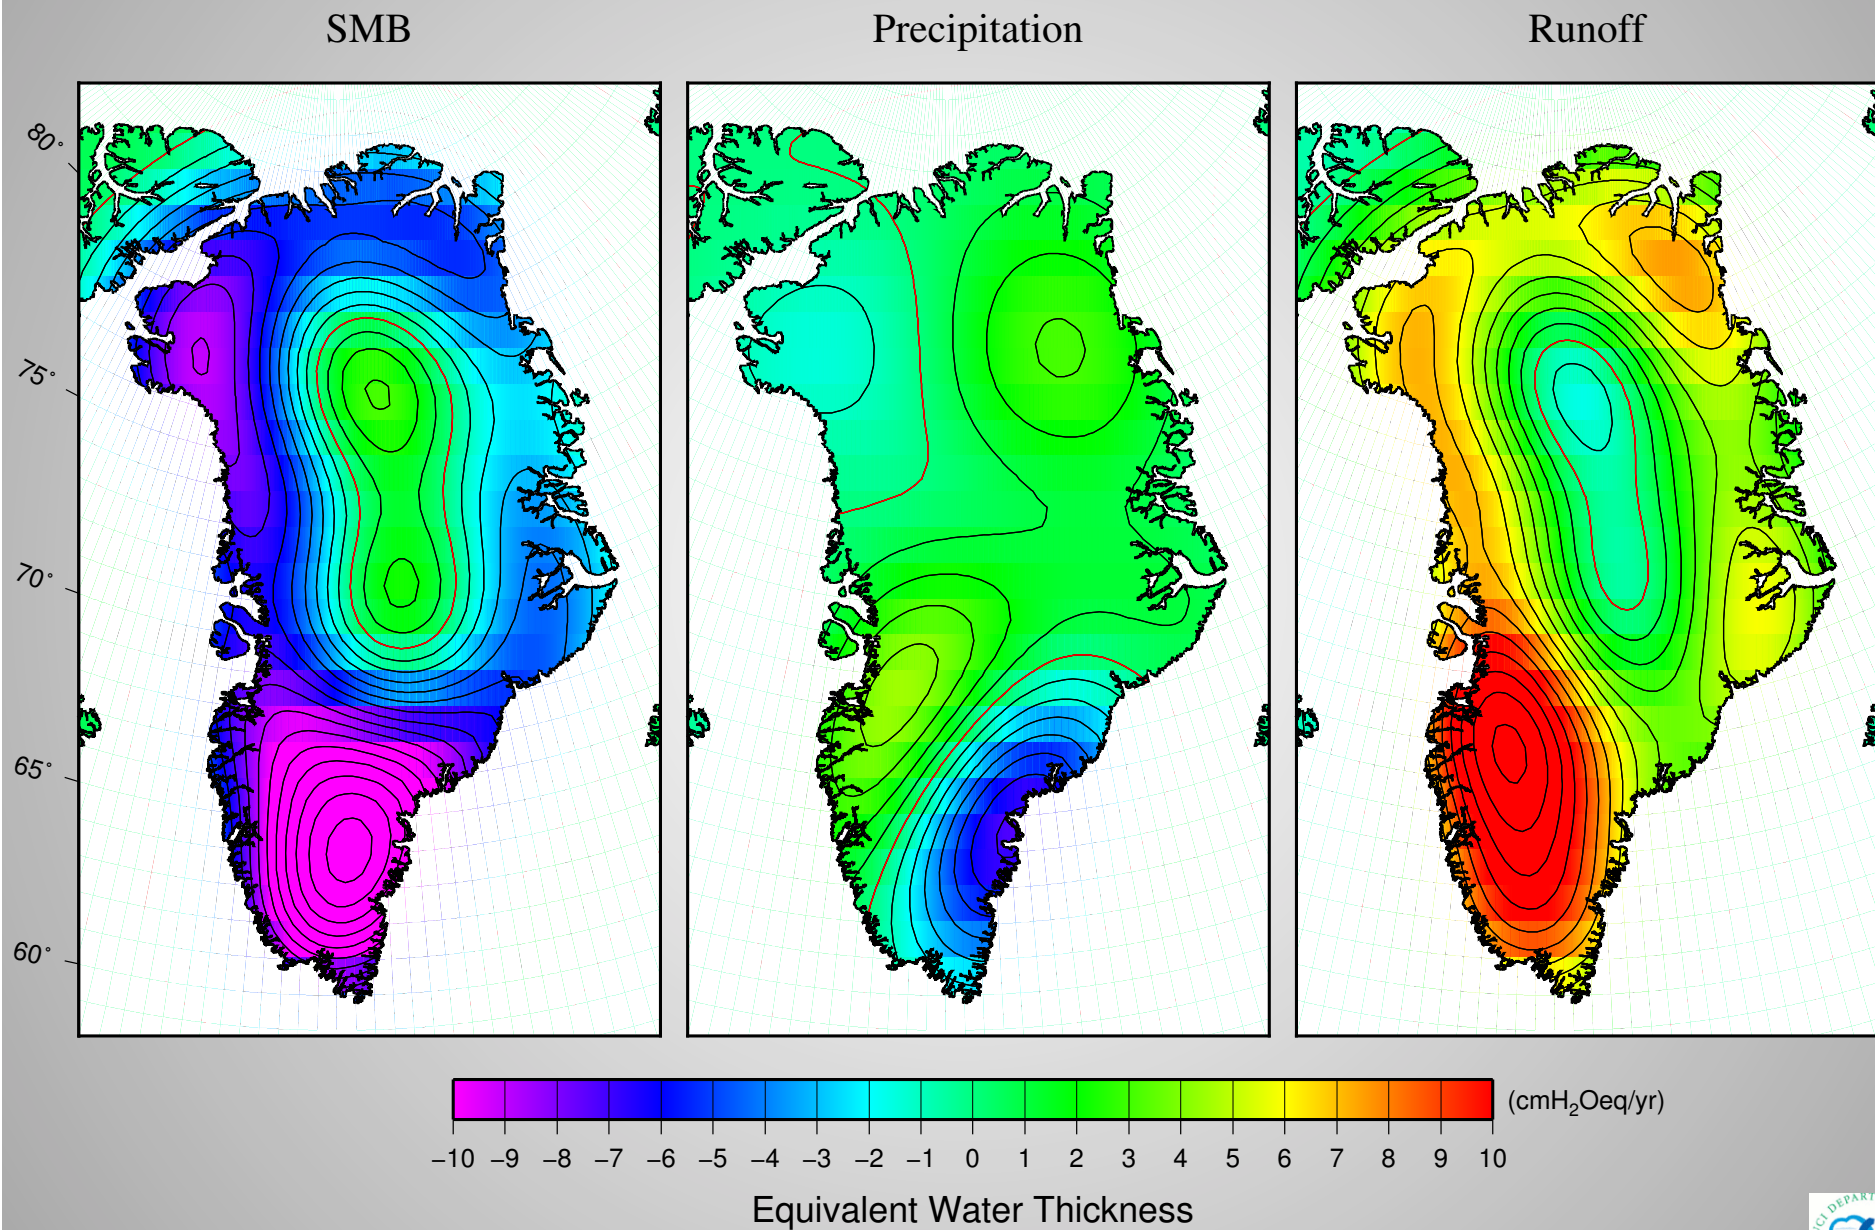 SMB Precipitation Runoff
80°
75°
70°
65°
60°
(cmH₂Oeq/yr)
−10 −9 −8 −7 −6 −5 −4 −3 −2 −1 0 1 2 3 4 5 6 7 8 9 10
Equivalent Water Thickness